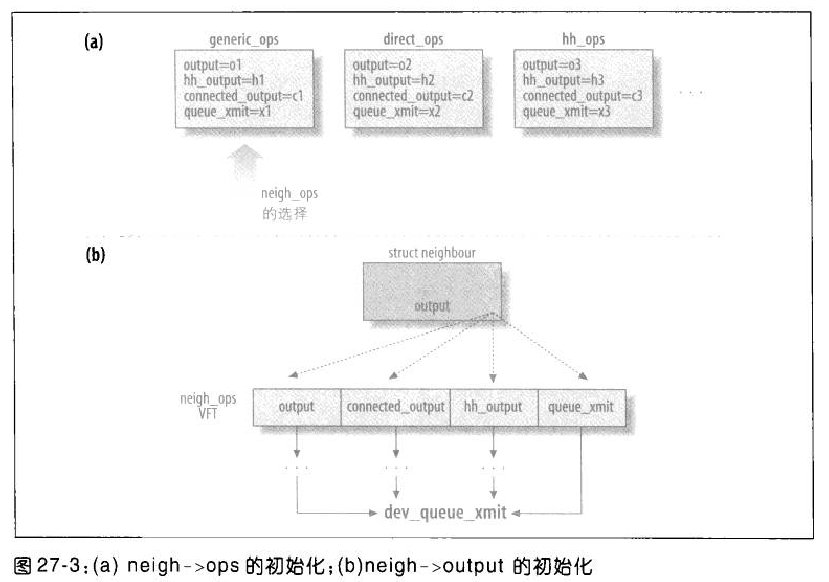 (a)
generic_ops
output=o1
hh_output=h1
connected_output=c1
queue_xmit=x1
direct_ops
output=o2
hh_output=h2
connected_output=c2
queue_xmit=x2
hh_ops
output=o3
hh_output=h3
connected_output=c3
queue_xmit=x3
. . .
neigh_ops
的选择
(b)
struct neighbour
output
neigh_ops
VFT
output
connected_output
hh_output
queue_xmit
. . .
. . .
. . .
dev_queue_xmit
图 27-3:(a) neigh->ops 的初始化;(b)neigh->output 的初始化